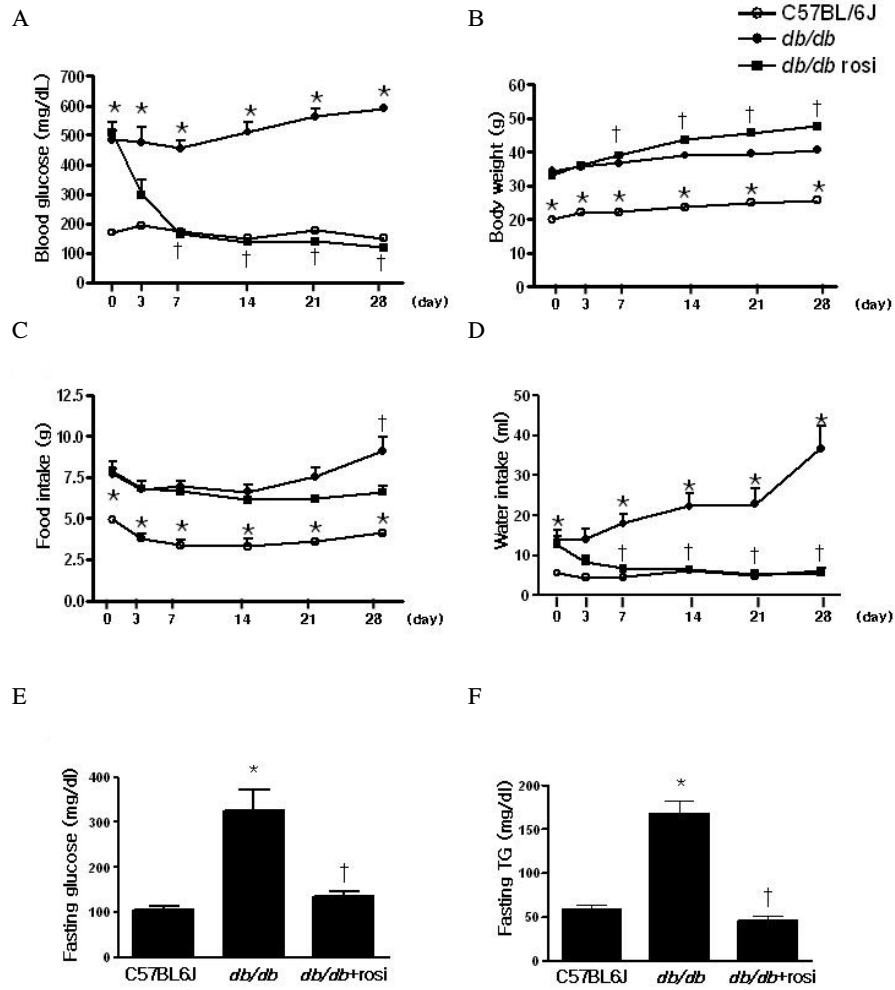 A
B
C57BL/6J
db/db
db/db rosi
Blood glucose (mg/dL)
700
600
500
400
300
200
100
0
* * * * * *
† † † †
0 3 7 14 21 28 (day)
Body weight (g)
60
50
40
30
20
10
0
† † † †
* * * * * *
0 3 7 14 21 28 (day)
C
D
Food intake (g)
12.5
10.0
7.5
5.0
2.5
0.0
†
* * * * * *
0 3 7 14 21 28 (day)
Water intake (ml)
50
40
30
20
10
0
* * * * *
† † † †
0 3 7 14 21 28 (day)
E
F
Fasting glucose (mg/dl)
400
300
200
100
0
*
†
C57BL6J db/db db/db+rosi
Fasting TG (mg/dl)
200
150
100
50
0
*
†
C57BL6J db/db db/db+rosi